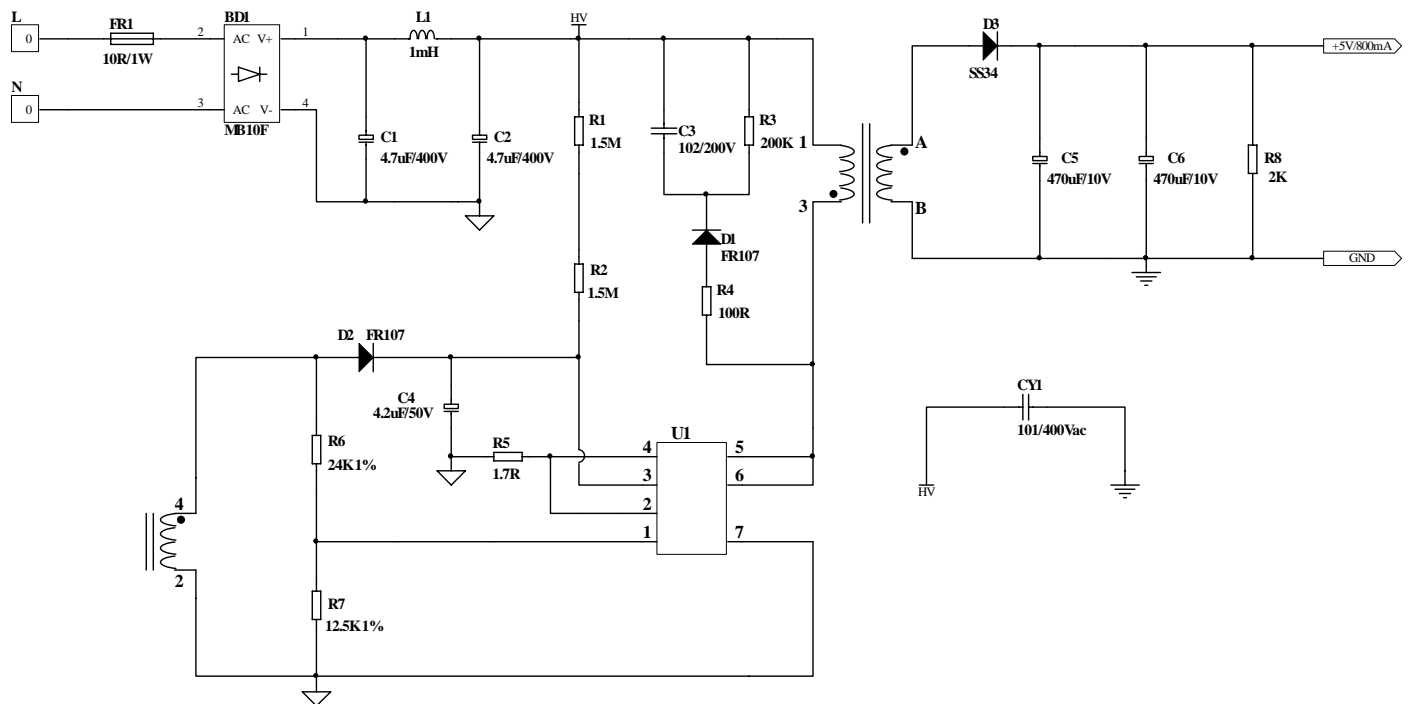 L
0
FR1
10R/1W
2
BD1
AC V+
AC V-
MB10F
1
4
N
0
3
L1
1mH
HV
C1
4.7uF/400V
C2
4.7uF/400V
R1
1.5M
C3
102/200V
R3
200K
1
3
A
B
D3
SS34
+5V/800mA
C5
470uF/10V
C6
470uF/10V
R8
2K
GND
D1
FR107
R2
1.5M
R4
100R
D2 FR107
C4
4.2uF/50V
R5
1.7R
U1
4
3
2
1
5
6
7
R6
24K1%
4
2
R7
12.5K1%
CY1
101/400Vac
HV